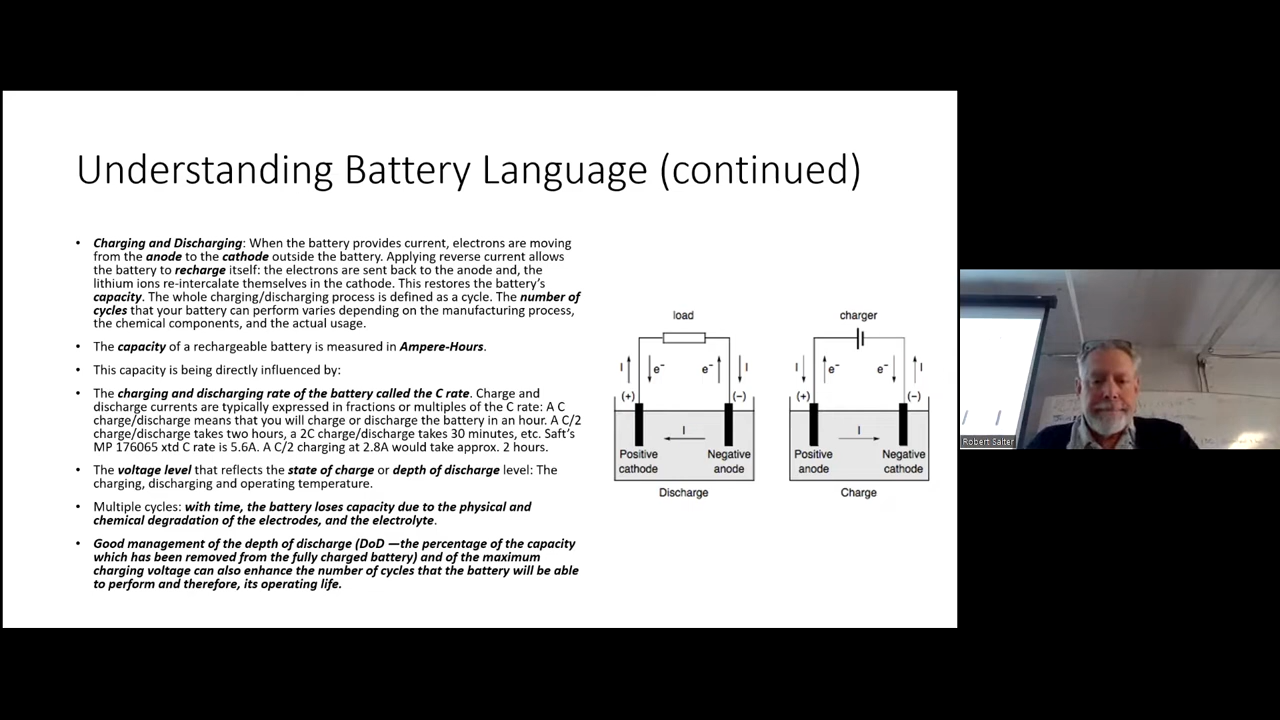 Understanding Battery Language (continued)
• Charging and Discharging: When the battery provides current, electrons are moving
from the anode to the cathode outside the battery. Applying reverse current allows
the battery to recharge itself: the electrons are sent back to the anode and, the
lithium ions re-intercalate themselves in the cathode. This restores the battery's
capacity. The whole charging/discharging process is defined as a cycle. The number of
cycles that your battery can perform varies depending on the manufacturing process,
the chemical components, and the actual usage.
• The capacity of a rechargeable battery is measured in Ampere-Hours.
• This capacity is being directly influenced by:
• The charging and discharging rate of the battery called the C rate. Charge and
discharge currents are typically expressed in fractions or multiples of the C rate: A C
charge/discharge means that you will charge or discharge the battery in an hour. A C/2
charge/discharge takes two hours, a 2C charge/discharge takes 30 minutes, etc. Saft's
MP 176065 xtd C rate is 5.6A. A C/2 charging at 2.8A would take approx. 2 hours.
• The voltage level that reflects the state of charge or depth of discharge level: The
charging, discharging and operating temperature.
• Multiple cycles: with time, the battery loses capacity due to the physical and
chemical degradation of the electrodes, and the electrolyte.
• Good management of the depth of discharge (DoD —the percentage of the capacity
which has been removed from the fully charged battery) and of the maximum
charging voltage can also enhance the number of cycles that the battery will be able
to perform and therefore, its operating life.
load
I e⁻ e⁻ I
(+) (−)
I
Positive cathode
Negative anode
Discharge
charger
I e⁻ e⁻ I
(+) (−)
I
Positive anode
Negative cathode
Charge
Robert Salter